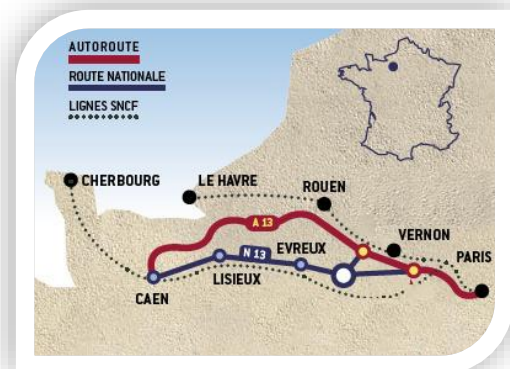 AUTOROUTE
ROUTE NATIONALE
LIGNES SNCF
CHERBOURG
LE HAVRE
ROUEN
A 13
VERNON
N 13
EVREUX
PARIS
LISIEUX
CAEN